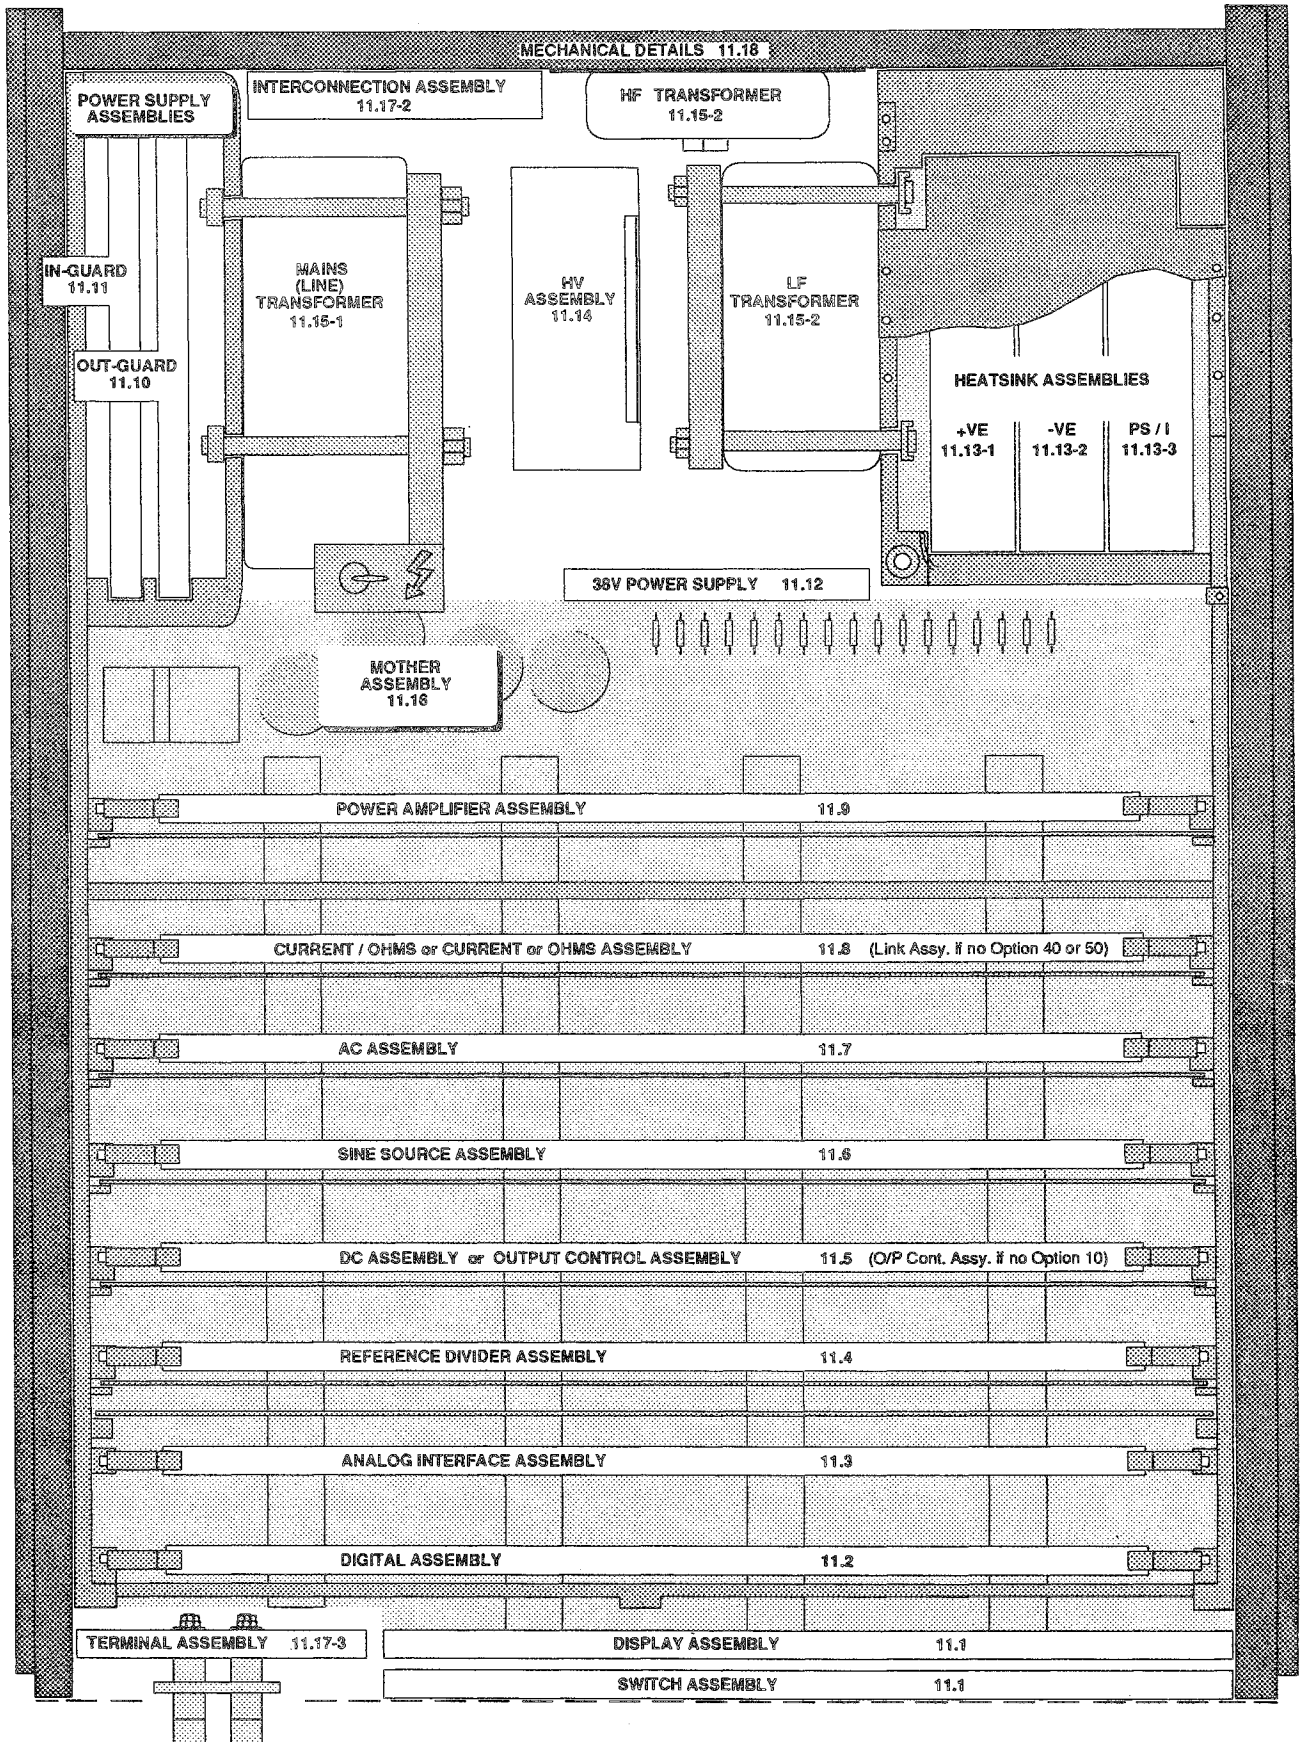 MECHANICAL DETAILS 11.18
POWER SUPPLY
ASSEMBLIES
INTERCONNECTION ASSEMBLY
11.17-2
HF TRANSFORMER
11.15-2
IN-GUARD
11.11
OUT-GUARD
11.10
MAINS
(LINE)
TRANSFORMER
11.15-1
HV
ASSEMBLY
11.14
LF
TRANSFORMER
11.15-2
HEATSINK ASSEMBLIES
+VE
11.13-1
-VE
11.13-2
PS / I
11.13-3
38V POWER SUPPLY 11.12
MOTHER
ASSEMBLY
11.16
POWER AMPLIFIER ASSEMBLY 11.9
CURRENT / OHMS or CURRENT or OHMS ASSEMBLY 11.8 (Link Assy. if no Option 40 or 50)
AC ASSEMBLY 11.7
SINE SOURCE ASSEMBLY 11.6
DC ASSEMBLY or OUTPUT CONTROL ASSEMBLY 11.5 (O/P Cont. Assy. if no Option 10)
REFERENCE DIVIDER ASSEMBLY 11.4
ANALOG INTERFACE ASSEMBLY 11.3
DIGITAL ASSEMBLY 11.2
TERMINAL ASSEMBLY 11.17-3
DISPLAY ASSEMBLY 11.1
SWITCH ASSEMBLY 11.1